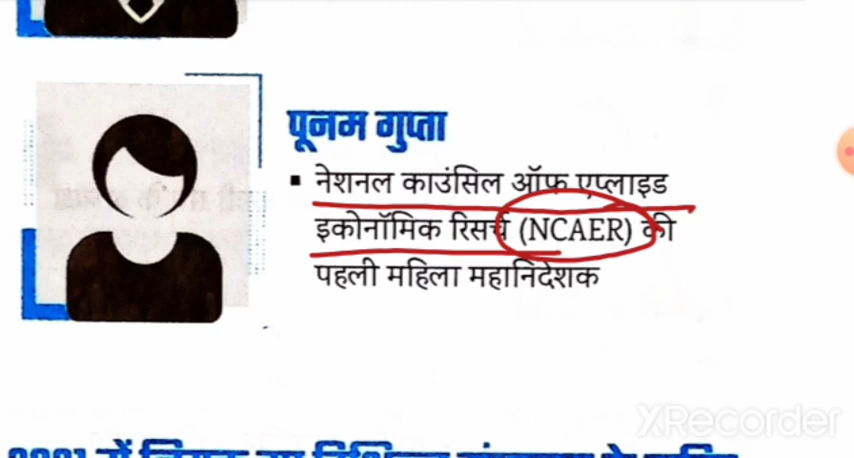 पूनम गुप्ता
▪ नेशनल काउंसिल ऑफ एप्लाइड
इकोनॉमिक रिसर्च (NCAER) की
पहली महिला महानिदेशक
XRecorder